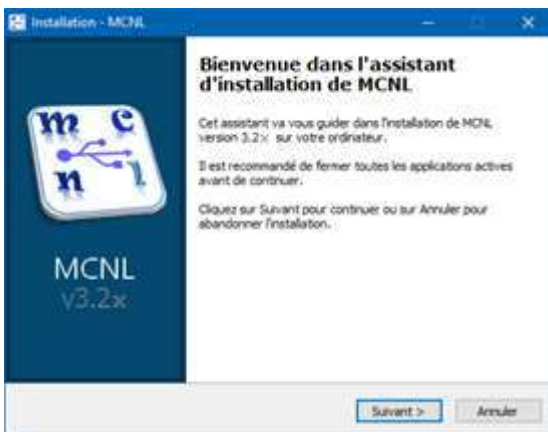 Installation - MCNL
Bienvenue dans l'assistant
d'installation de MCNL
Cet assistant va vous guider dans l'installation de MCNL
version 3.2x sur votre ordinateur.
Il est recommandé de fermer toutes les applications actives
avant de continuer.
Cliquez sur Suivant pour continuer ou sur Annuler pour
abandonner l'installation.
m c
n l
MCNL
v3.2x
Suivant > Annuler